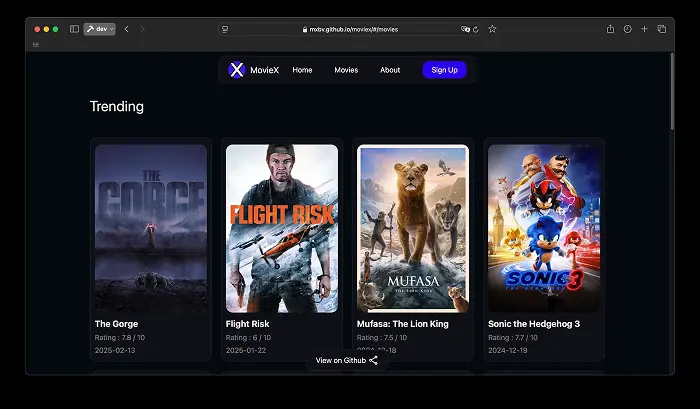 dev
mxbv.github.io/moviex/#/movies
X MovieX Home Movies About Sign Up
Trending
THE
GORGE
FLIGHT RISK
MUFASA
THE LION KING
SONIC 3
THE HEDGEHOG
The Gorge
Flight Risk
Mufasa: The Lion King
Sonic the Hedgehog 3
Rating : 7.8 / 10
Rating : 6 / 10
Rating : 7.5 / 10
Rating : 7.7 / 10
2025-02-13
2025-01-22
-18
2024-12-19
View on Github